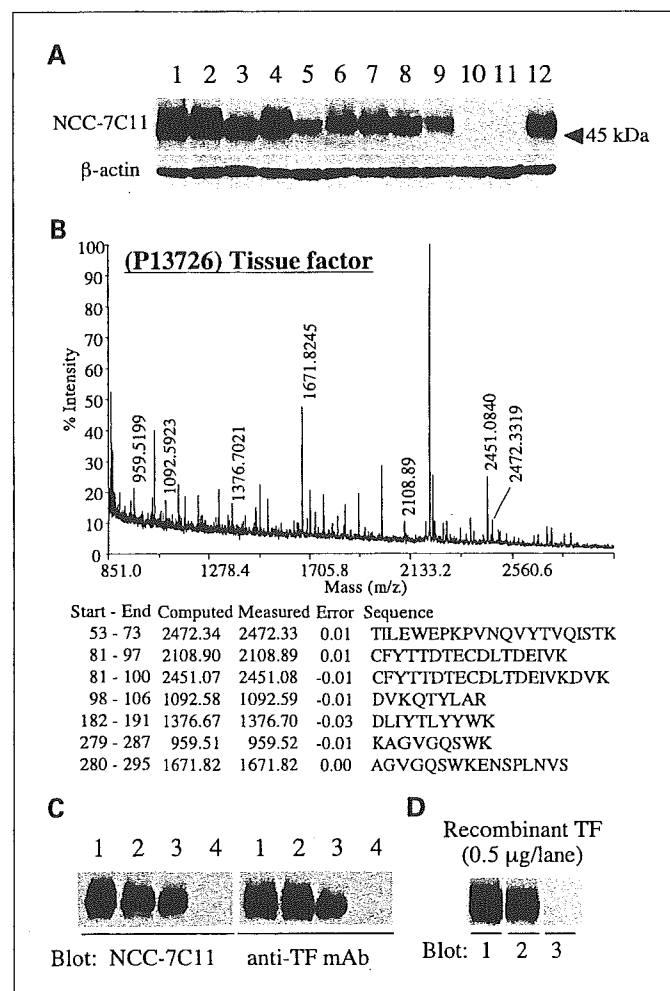 A
1 2 3 4 5 6 7 8 9 10 11 12
NCC-7C11
45 kDa
β-actin
B
(P13726) Tissue factor
100
90
80
70
60
50
40
30
20
10
0
% Intensity
959.5199
1092.5923
1376.7021
1671.8245
2108.89
2451.0840
2472.3319
851.0 1278.4 1705.8 2133.2 2560.6
Mass (m/z)
Start - End Computed Measured Error Sequence
53 - 73 2472.34 2472.33 0.01 TILEWEPKPVNQVYTVQISTK
81 - 97 2108.90 2108.89 0.01 CFYTTDTECDLTDEIVK
81 - 100 2451.07 2451.08 -0.01 CFYTTDTECDLTDEIVKDVK
98 - 106 1092.58 1092.59 -0.01 DVKQTYLAR
182 - 191 1376.67 1376.70 -0.03 DLIYTLYYWK
279 - 287 959.51 959.52 -0.01 KAGVGQSWK
280 - 295 1671.82 1671.82 0.00 AGVGQSWKENSPLNVS
C
1 2 3 4 1 2 3 4
Blot: NCC-7C11 anti-TF mAb
D
Recombinant TF
(0.5 µg/lane)
Blot: 1 2 3